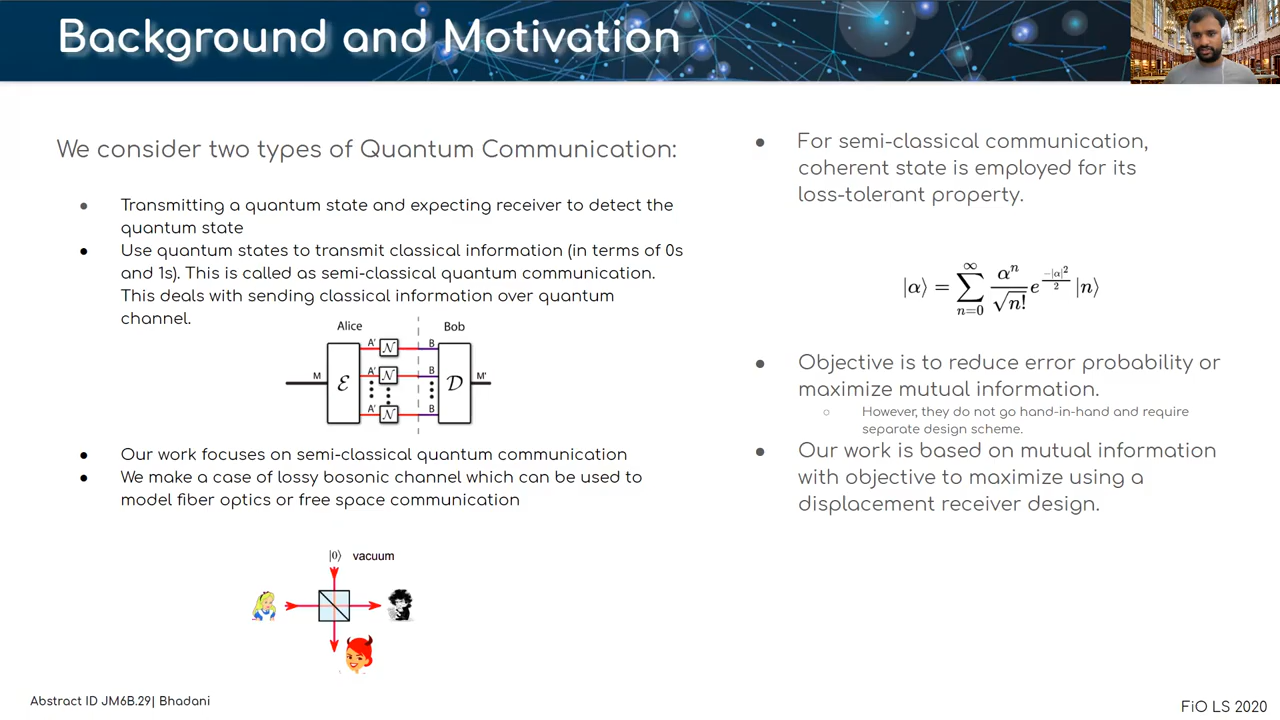 Background and Motivation
We consider two types of Quantum Communication:
● Transmitting a quantum state and expecting receiver to detect the
quantum state
● Use quantum states to transmit classical information (in terms of 0s
and 1s). This is called as semi-classical quantum communication.
This deals with sending classical information over quantum
channel.
Alice Bob
A' 𝒩 B
M ℰ A' 𝒩 B 𝒟 M'
A' 𝒩 B
● Our work focuses on semi-classical quantum communication
● We make a case of lossy bosonic channel which can be used to
model fiber optics or free space communication
|0⟩ vacuum
● For semi-classical communication,
coherent state is employed for its
loss-tolerant property.
|α⟩ = ∑_{n=0}^{∞} \frac{α^n}{\sqrt{n!}} e^{\frac{-|α|^2}{2}} |n⟩
● Objective is to reduce error probability or
maximize mutual information.
○ However, they do not go hand-in-hand and require
separate design scheme.
● Our work is based on mutual information
with objective to maximize using a
displacement receiver design.
Abstract ID JM6B.29| Bhadani
FiO LS 2020